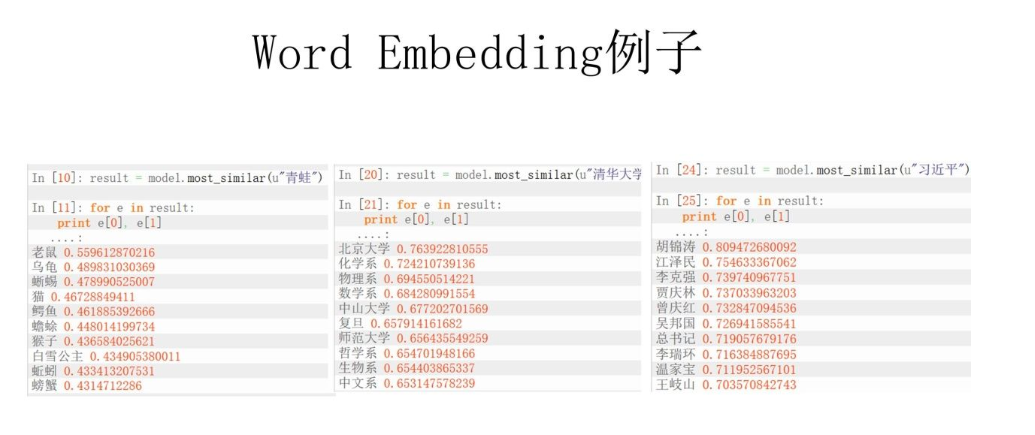 Word Embedding例子
In [10]: result = model.most_similar(u"青蛙")
In [11]: for e in result:
print e[0], e[1]
....:
老鼠 0.559612870216
乌龟 0.489831030369
蜥蜴 0.478990525007
猫 0.46728849411
鳄鱼 0.461885392666
蟾蜍 0.448014199734
猴子 0.436584025621
白雪公主 0.434905380011
蚯蚓 0.433413207531
螃蟹 0.4314712286
In [20]: result = model.most_similar(u"清华大学
In [21]: for e in result:
print e[0], e[1]
....:
北京大学 0.763922810555
化学系 0.724210739136
物理系 0.694550514221
数学系 0.684280991554
中山大学 0.677202701569
复旦 0.657914161682
师范大学 0.656435549259
哲学系 0.654701948166
生物系 0.654403865337
中文系 0.653147578239
In [24]: result = model.most_similar(u"习近平")
In [25]: for e in result:
print e[0], e[1]
....:
胡锦涛 0.809472680092
江泽民 0.754633367062
李克强 0.739740967751
贾庆林 0.737033963203
曾庆红 0.732847094536
吴邦国 0.726941585541
总书记 0.719057679176
李瑞环 0.716384887695
温家宝 0.711952567101
王岐山 0.703570842743